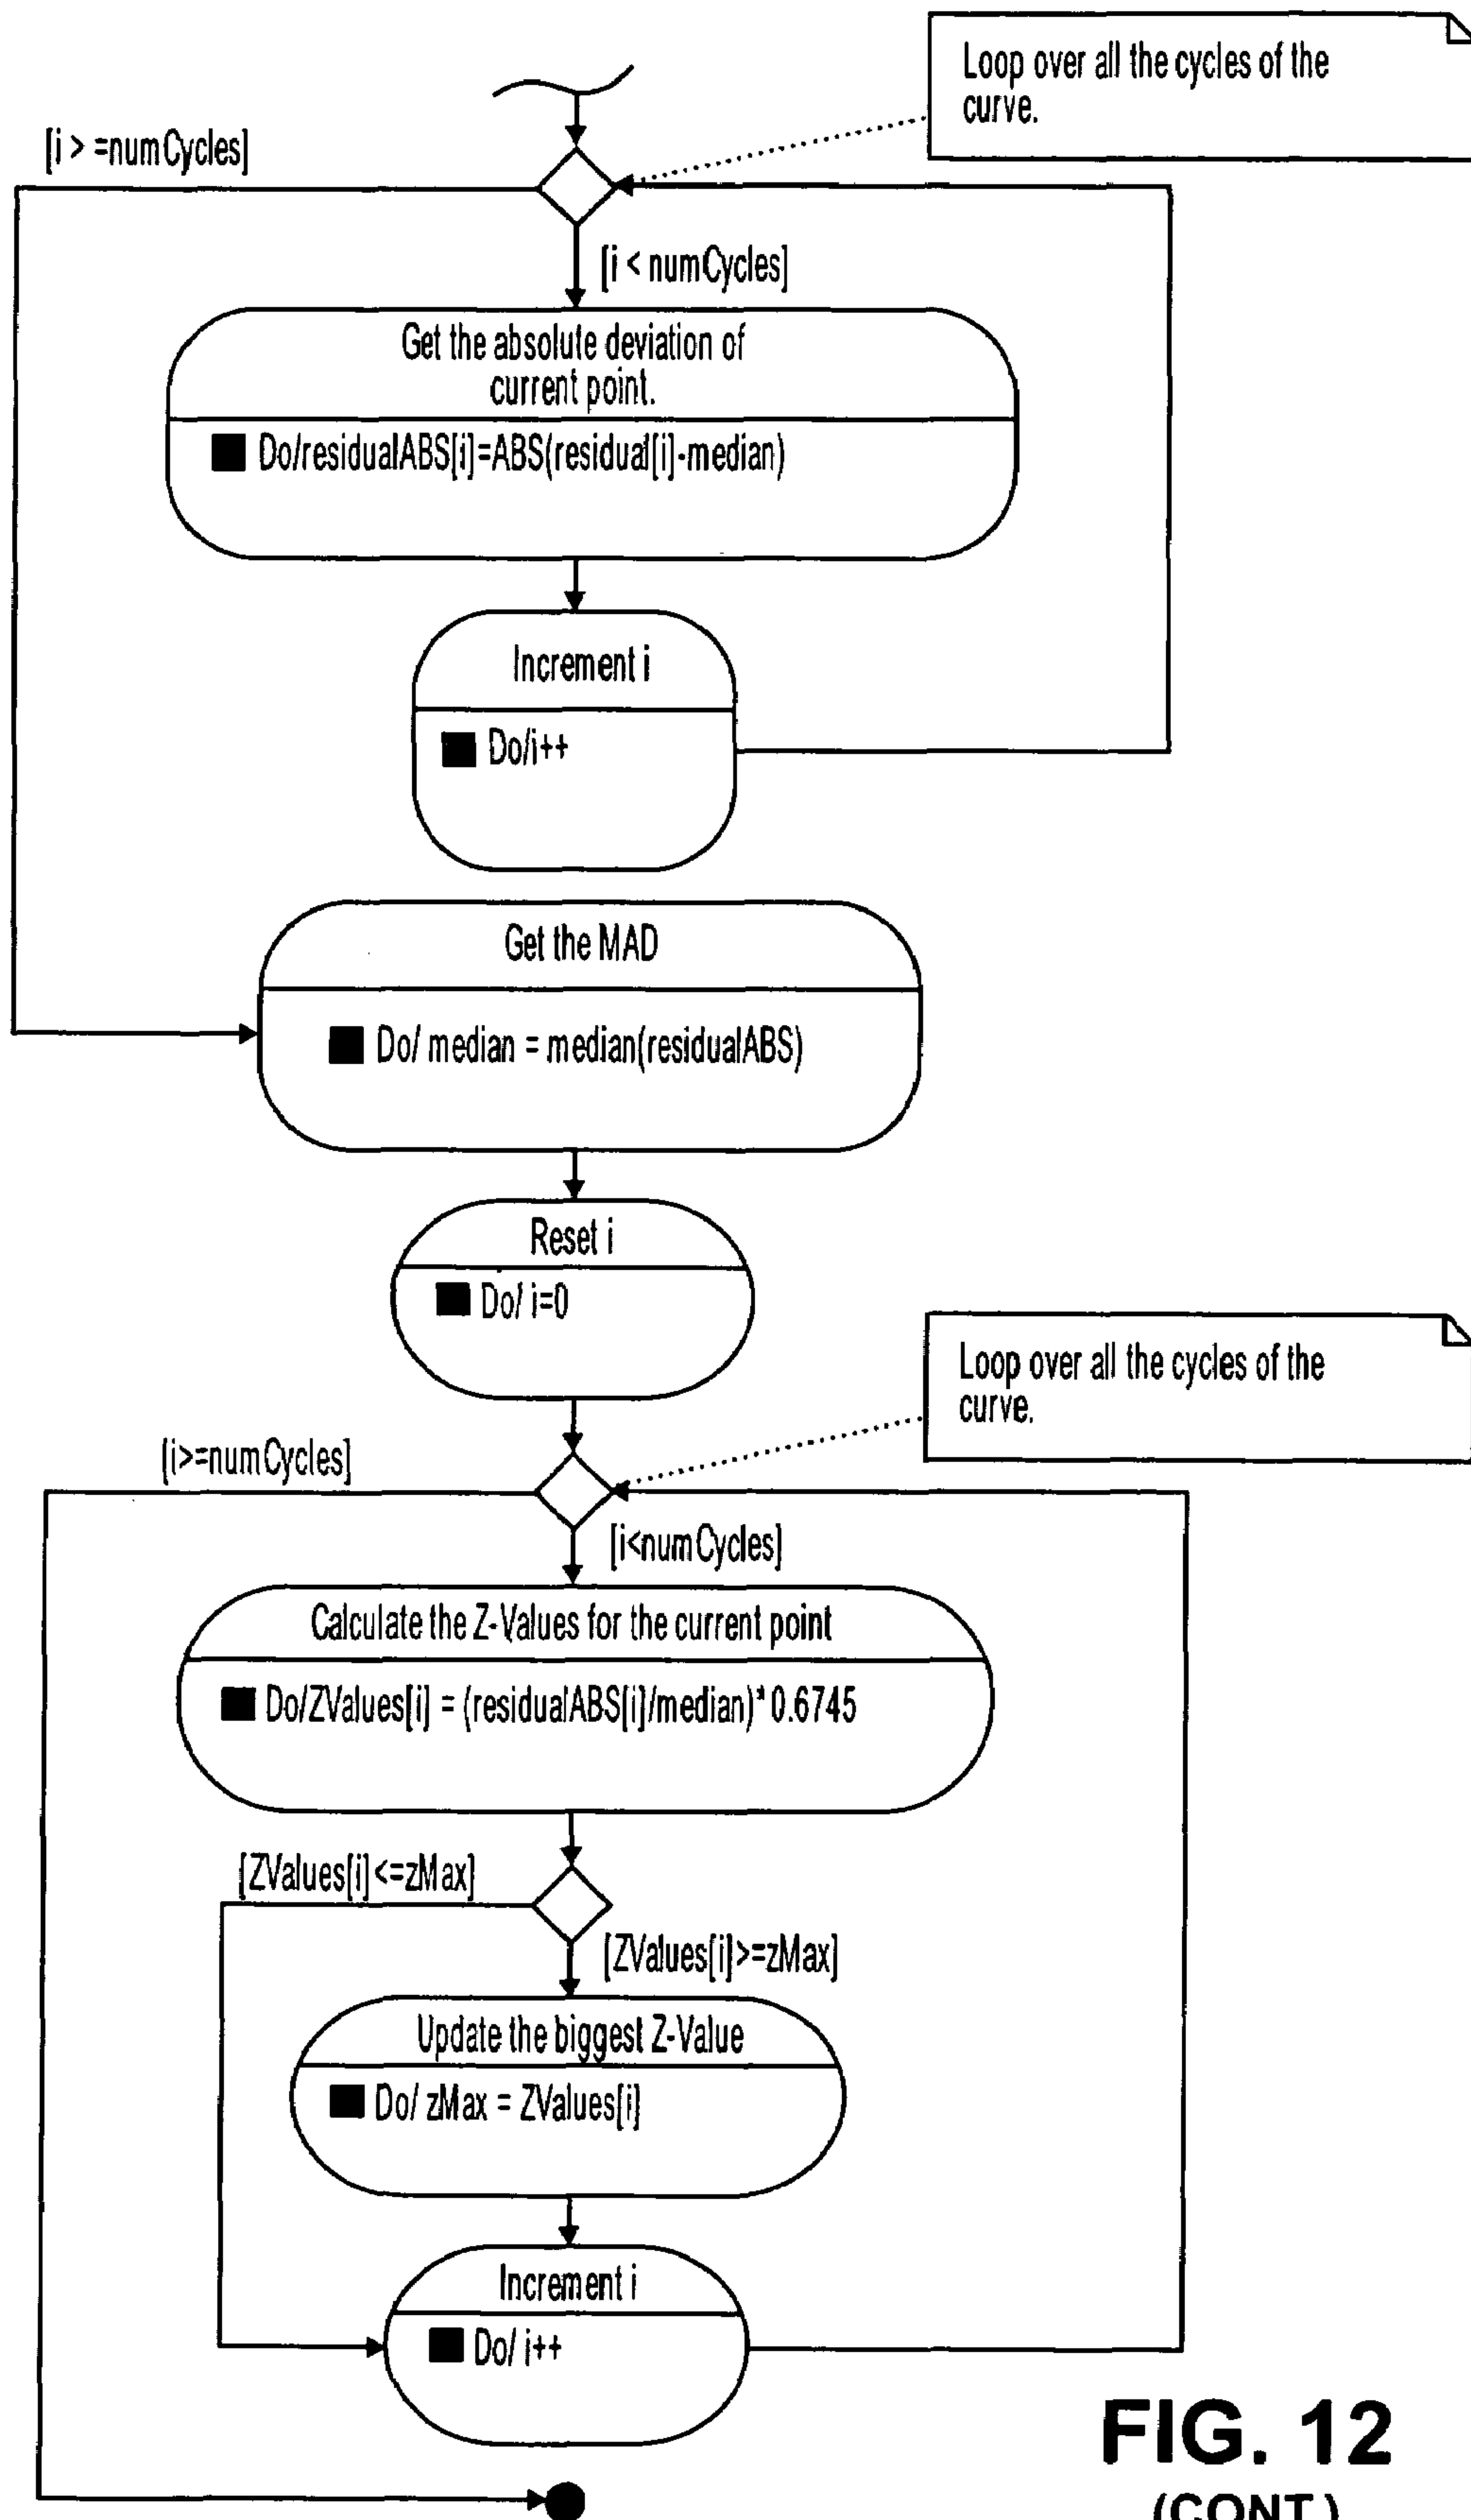 Loop over all the cycles of the
curve.
[i > =numCycles]
[i < numCycles]
Get the absolute deviation of
current point.
Do/residualABS[i]=ABS(residual[i]-median)
Increment i
Do/i++
Get the MAD
Do/ median = median(residualABS)
Reset i
Do/ i=0
Loop over all the cycles of the
curve.
[i>=numCycles]
[i<numCycles]
Calculate the Z-Values for the current point
Do/ZValues[i] = (residualABS[i]/median)*0.6745
[ZValues[i]<=zMax]
[ZValues[i]>=zMax]
Update the biggest Z-Value
Do/ zMax = ZValues[i]
Increment i
Do/ i++
FIG. 12
(CONT.)